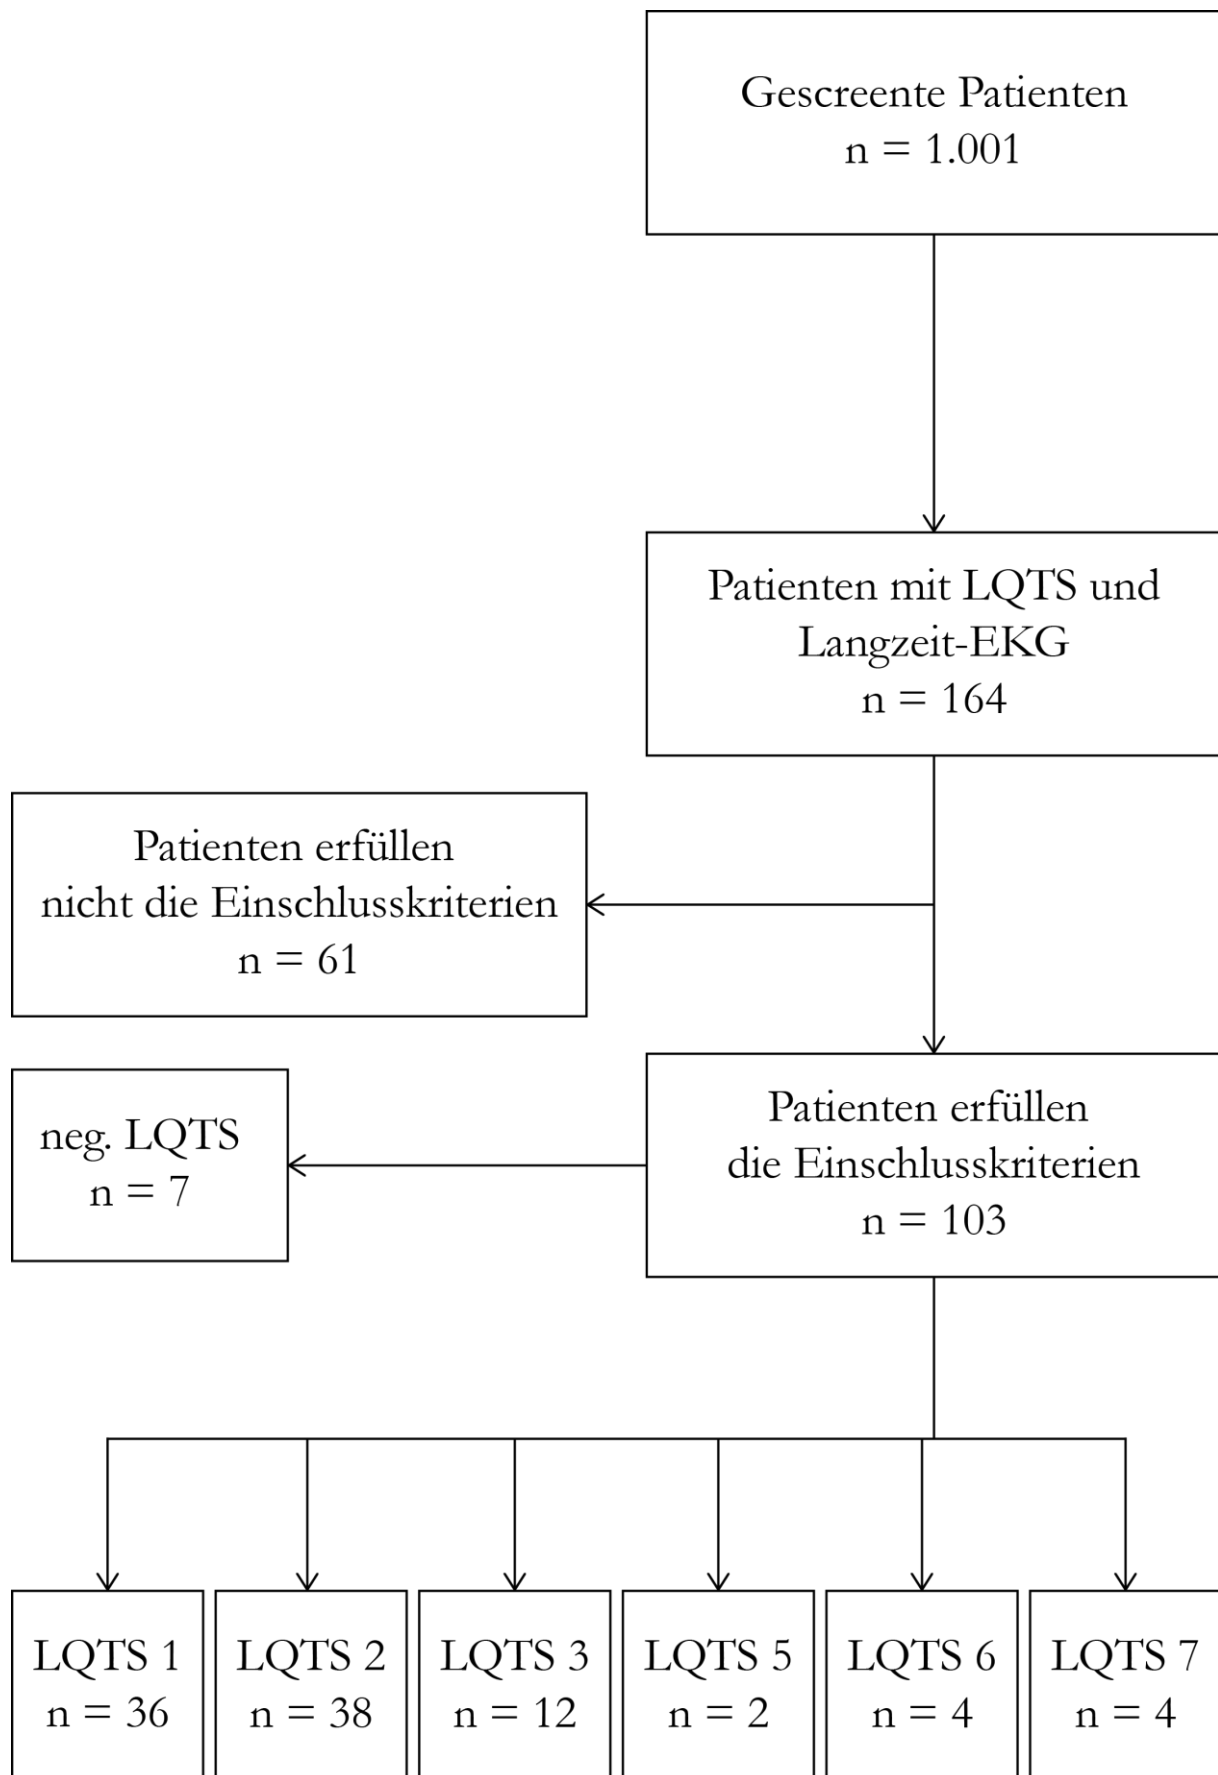 Gescreente Patienten
n = 1.001
Patienten mit LQTS und
Langzeit-EKG
n = 164
Patienten erfüllen
nicht die Einschlusskriterien
n = 61
Patienten erfüllen
die Einschlusskriterien
n = 103
neg. LQTS
n = 7
LQTS 1
n = 36
LQTS 2
n = 38
LQTS 3
n = 12
LQTS 5
n = 2
LQTS 6
n = 4
LQTS 7
n = 4